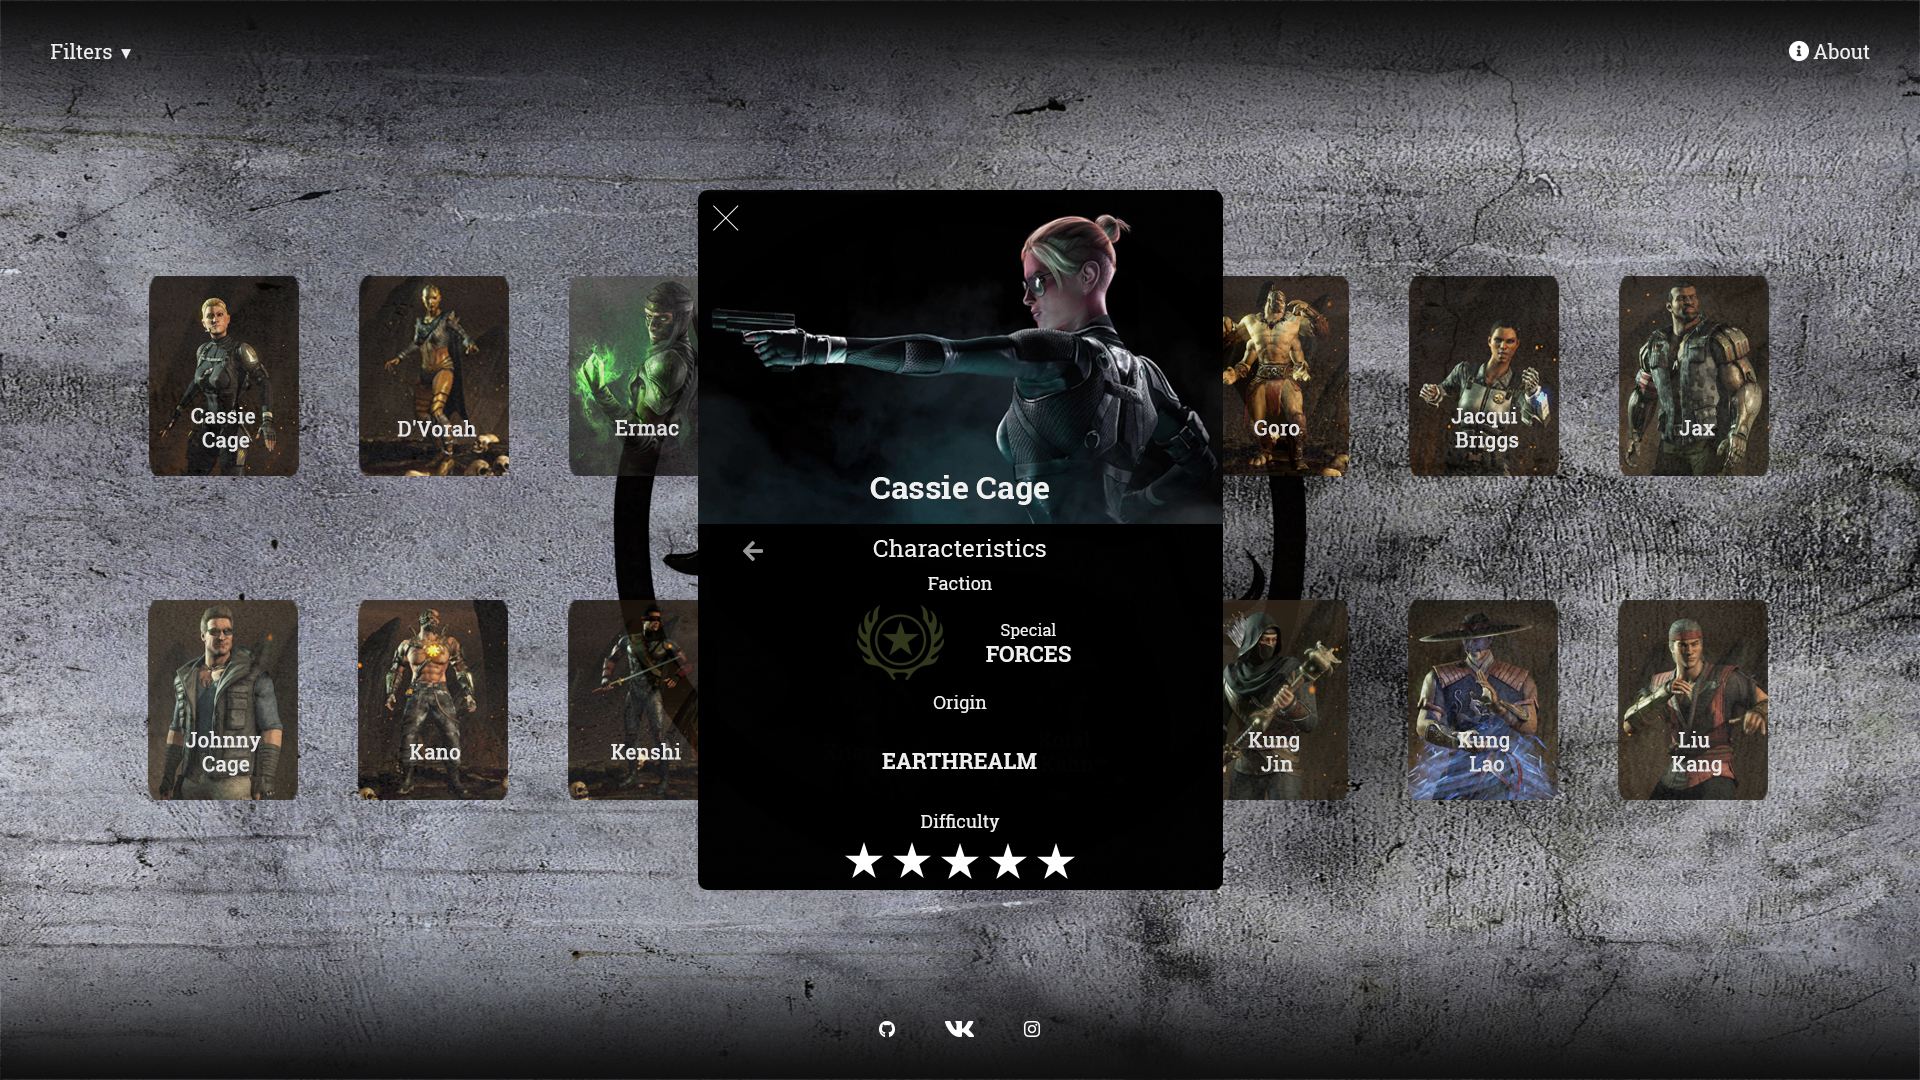 Filters ▼
About
Cassie
Cage
D'Vorah
Ermac
Goro
Jacqui
Briggs
Jax
Cassie Cage
Characteristics
Faction
Special
FORCES
Origin
EARTHREALM
Difficulty
Johnny
Cage
Kano
Kenshi
Kung
Jin
Kung
Lao
Liu
Kang